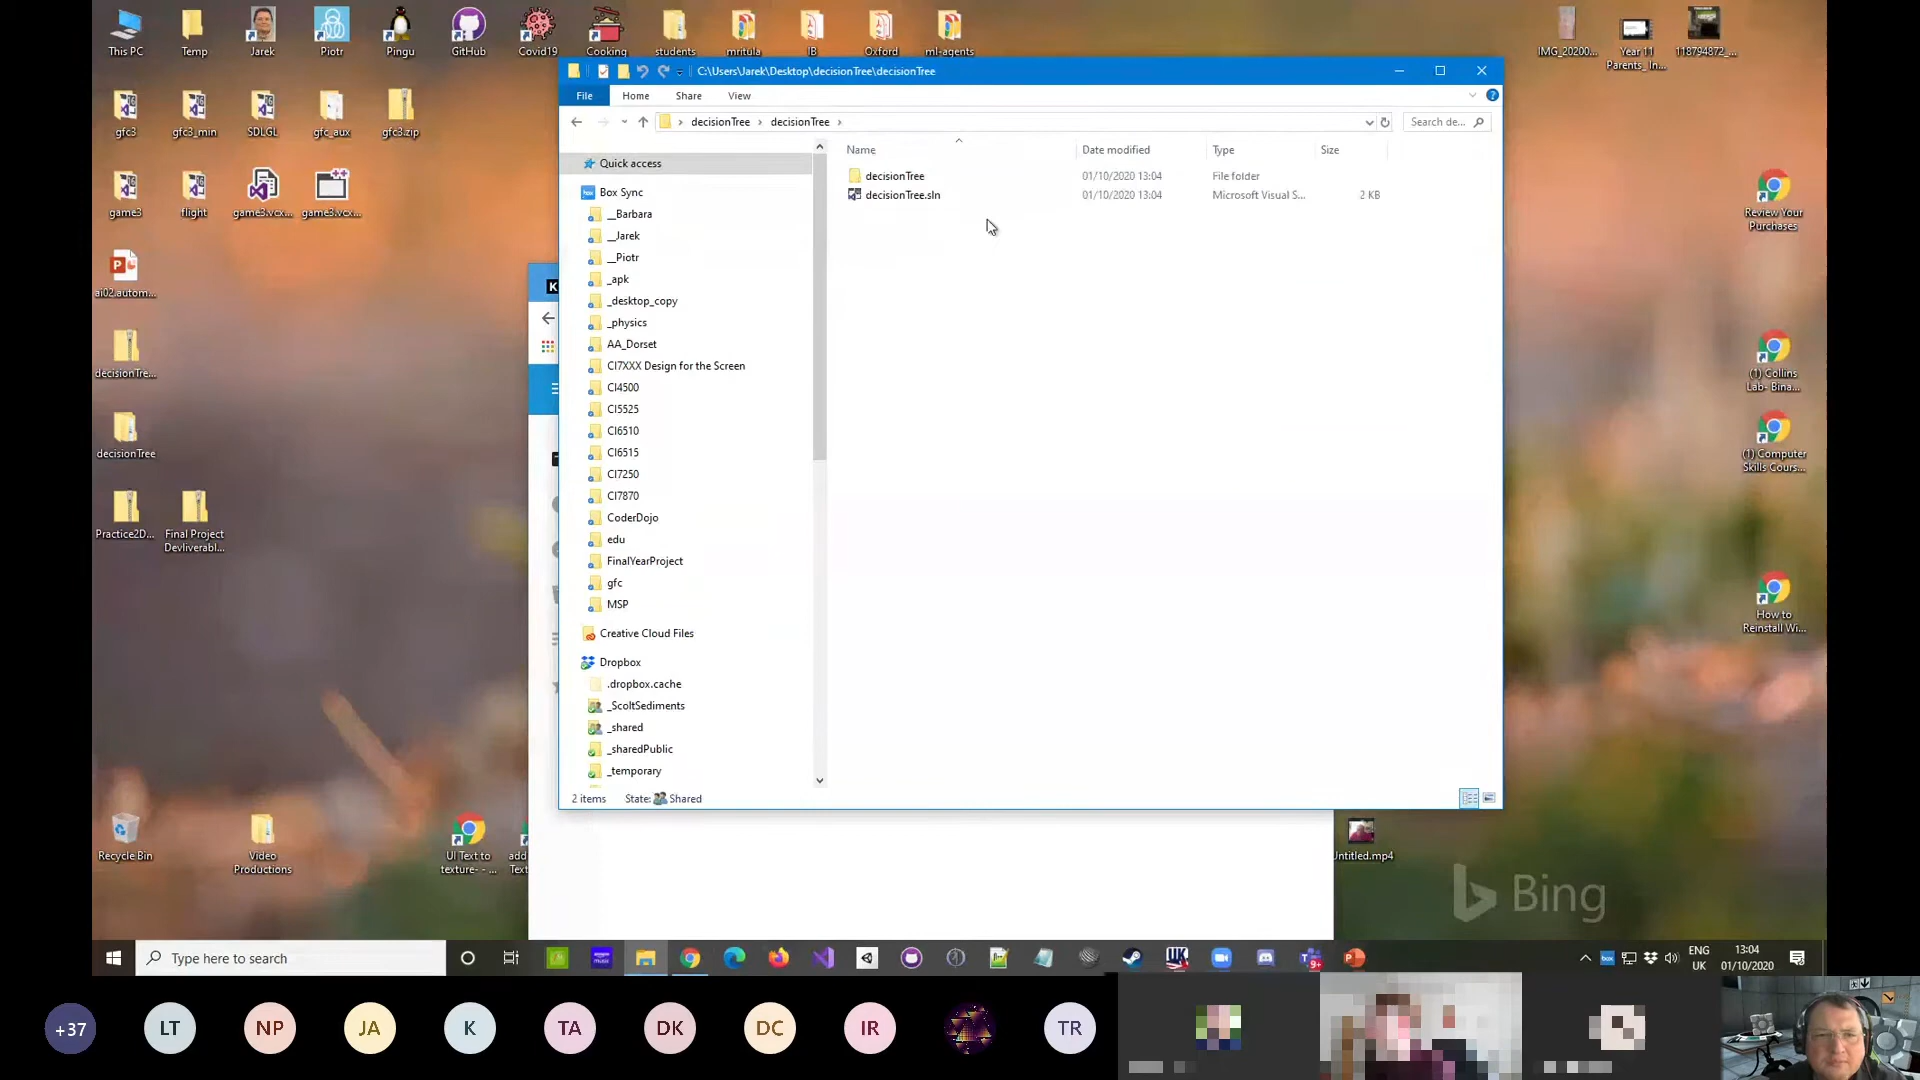 This PC
Temp
Jarek
Piotr
Pingu
GitHub
Covid19
Cooking
students
mritula
IB
Oxford
ml-agents
IMG_20200...
Year 11
Parents_ In...
118794872_...
gfc3
gfc3_min
SDLGL
gfc_aux
gfc3.zip
game3
flight
game3.vcx...
game3.vcx...
ai02.autom...
decisionTre...
decisionTree
Practice2D...
Final Project
Devliverabl...
Recycle Bin
Video
Productions
UI Text to
texture- - ...
add
Text
C:\Users\Jarek\Desktop\decisionTree\decisionTree
File
Home
Share
View
decisionTree
decisionTree
Search de...
Name
Date modified
Type
Size
decisionTree
01/10/2020 13:04
File folder
decisionTree.sln
01/10/2020 13:04
Microsoft Visual S...
2 KB
Quick access
Box Sync
__Barbara
__Jarek
__Piotr
_apk
_desktop_copy
_physics
AA_Dorset
CI7XXX Design for the Screen
CI4500
CI5525
CI6510
CI6515
CI7250
CI7870
CoderDojo
edu
FinalYearProject
gfc
MSP
Creative Cloud Files
Dropbox
.dropbox.cache
_ScoltSediments
_shared
_sharedPublic
_temporary
2 items
State:
Shared
K
Review Your
Purchases
(1) Collins
Lab- Bina...
(1) Computer
Skills Cours...
How to
Reinstall Wi...
Untitled.mp4
Bing
Type here to search
9+
ENG
UK
13:04
01/10/2020
+37
LT
NP
JA
K
TA
DK
DC
IR
TR